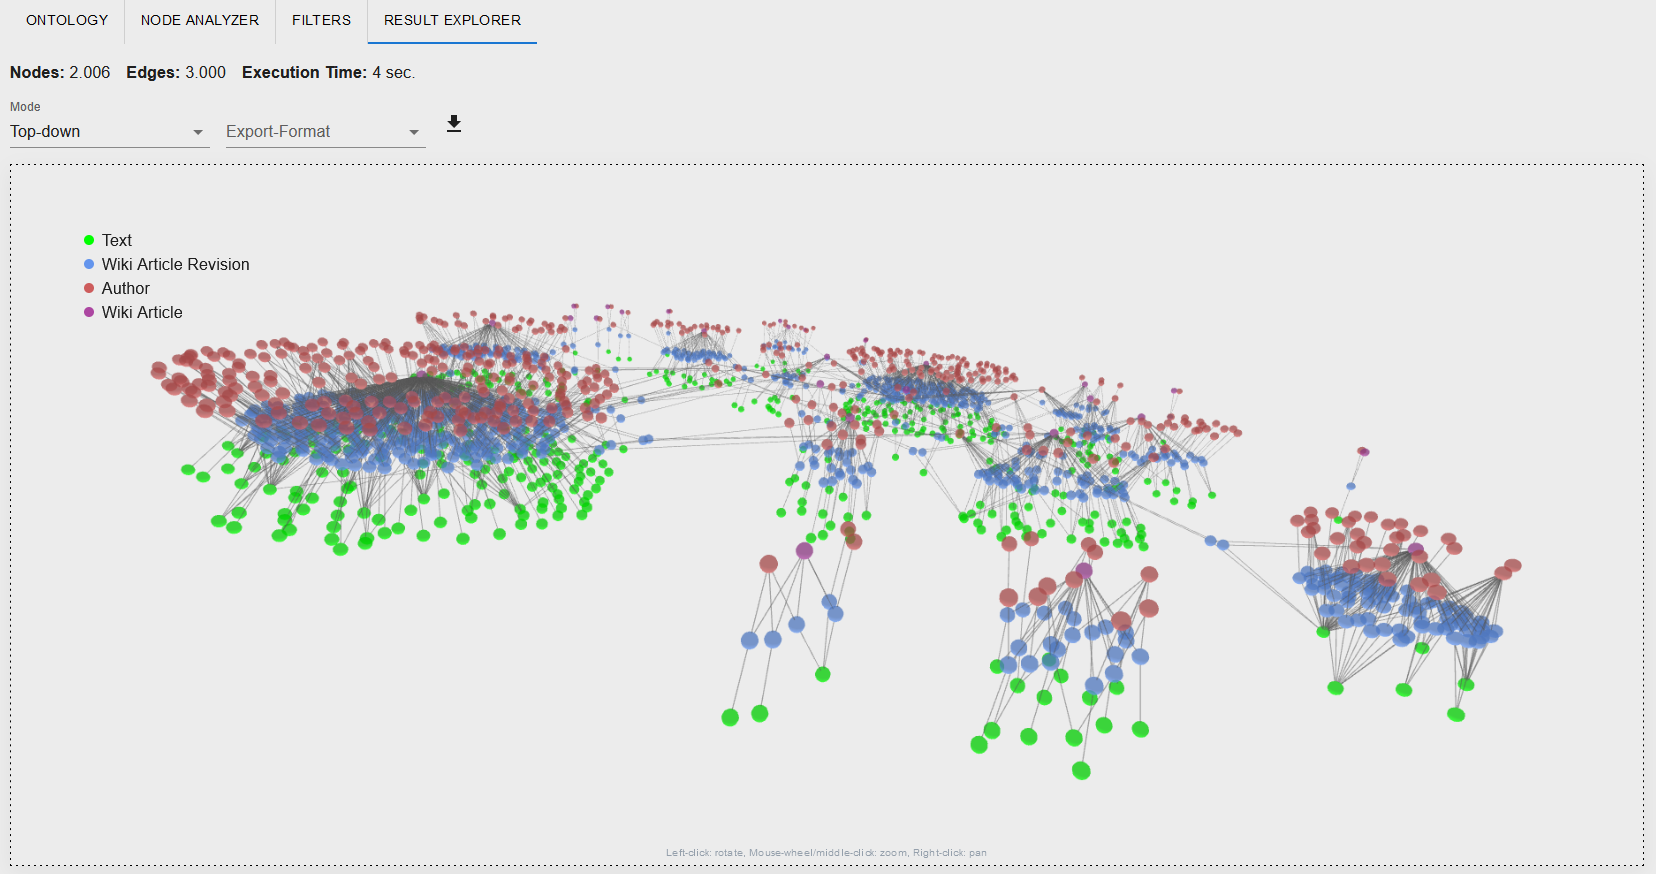 ONTOLOGY NODE ANALYZER FILTERS RESULT EXPLORER
Nodes: 2.006 Edges: 3.000 Execution Time: 4 sec.
Mode
Top-down Export-Format
Text
Wiki Article Revision
Author
Wiki Article
Left-click: rotate, Mouse-wheel/middle-click: zoom, Right-click: pan